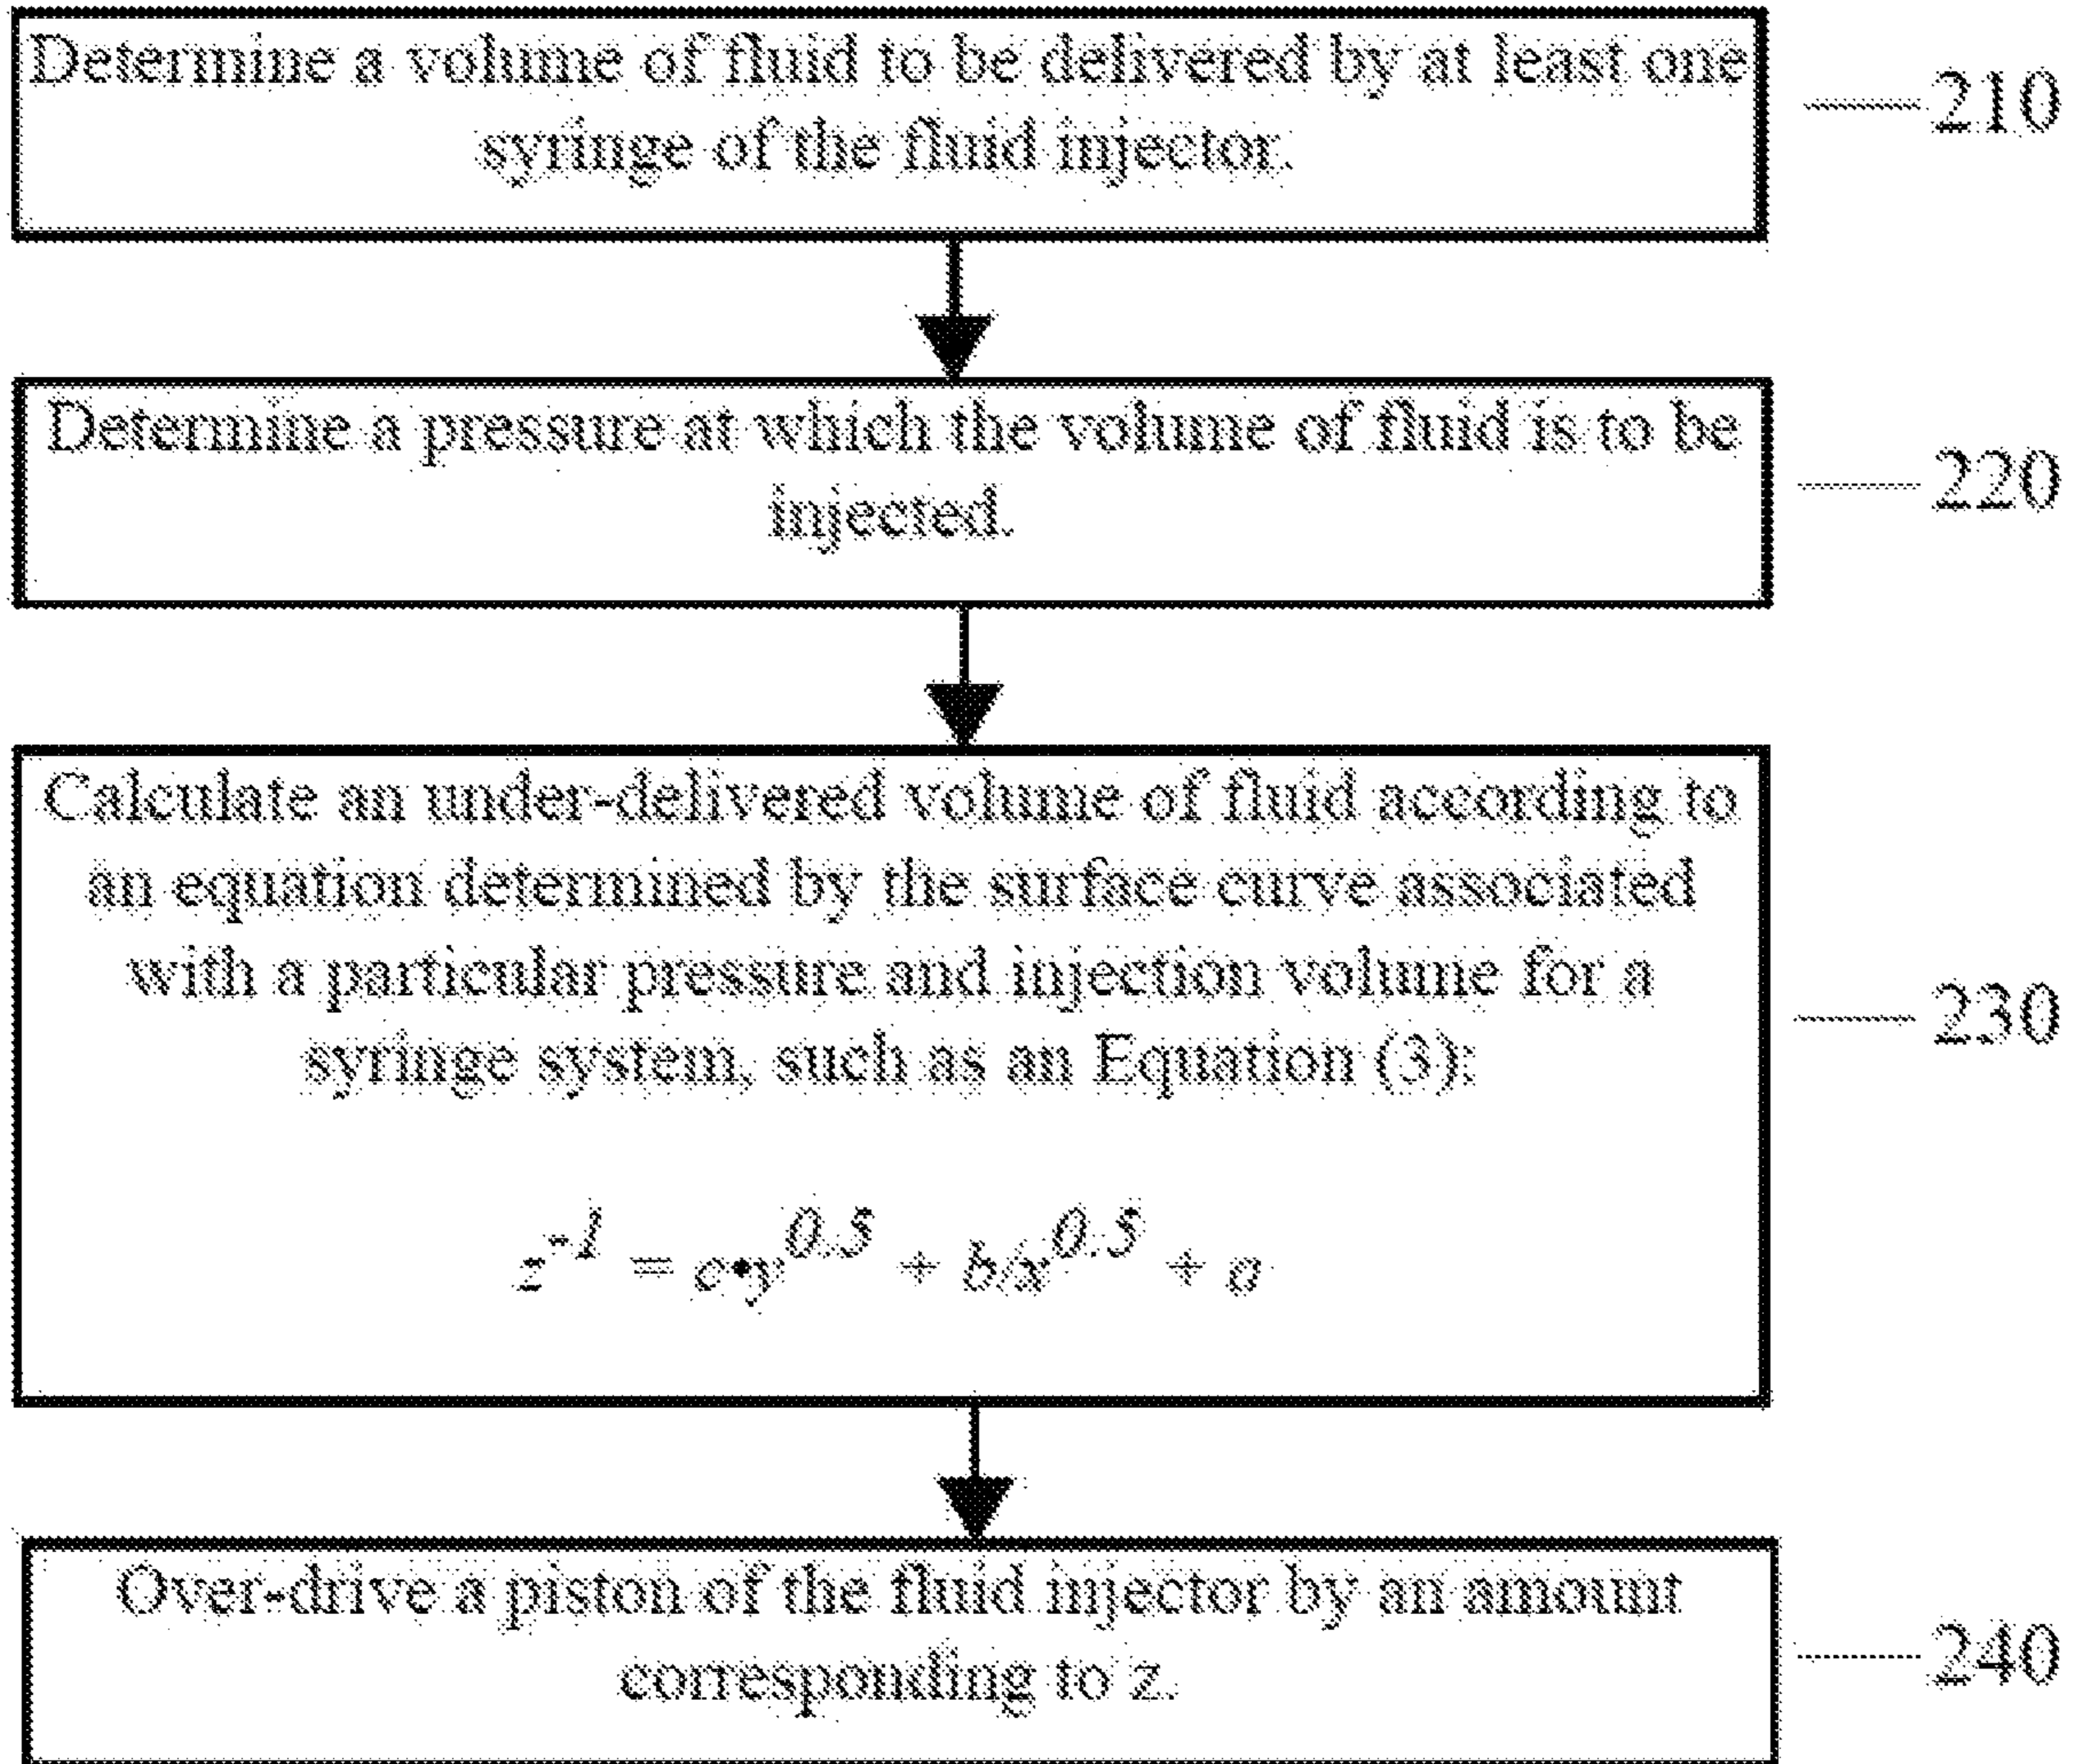 Determine a volume of fluid to be delivered by at least one
syringe of the fluid injector.
210
Determine a pressure at which the volume of fluid is to be
injected.
220
Calculate an under-delivered volume of fluid according to
an equation determined by the surface curve associated
with a particular pressure and injection volume for a
syringe system, such as an Equation (3):
z^-1 = c•y^0.5 + b/x^0.5 + a
230
Over-drive a piston of the fluid injector by an amount
corresponding to z.
240